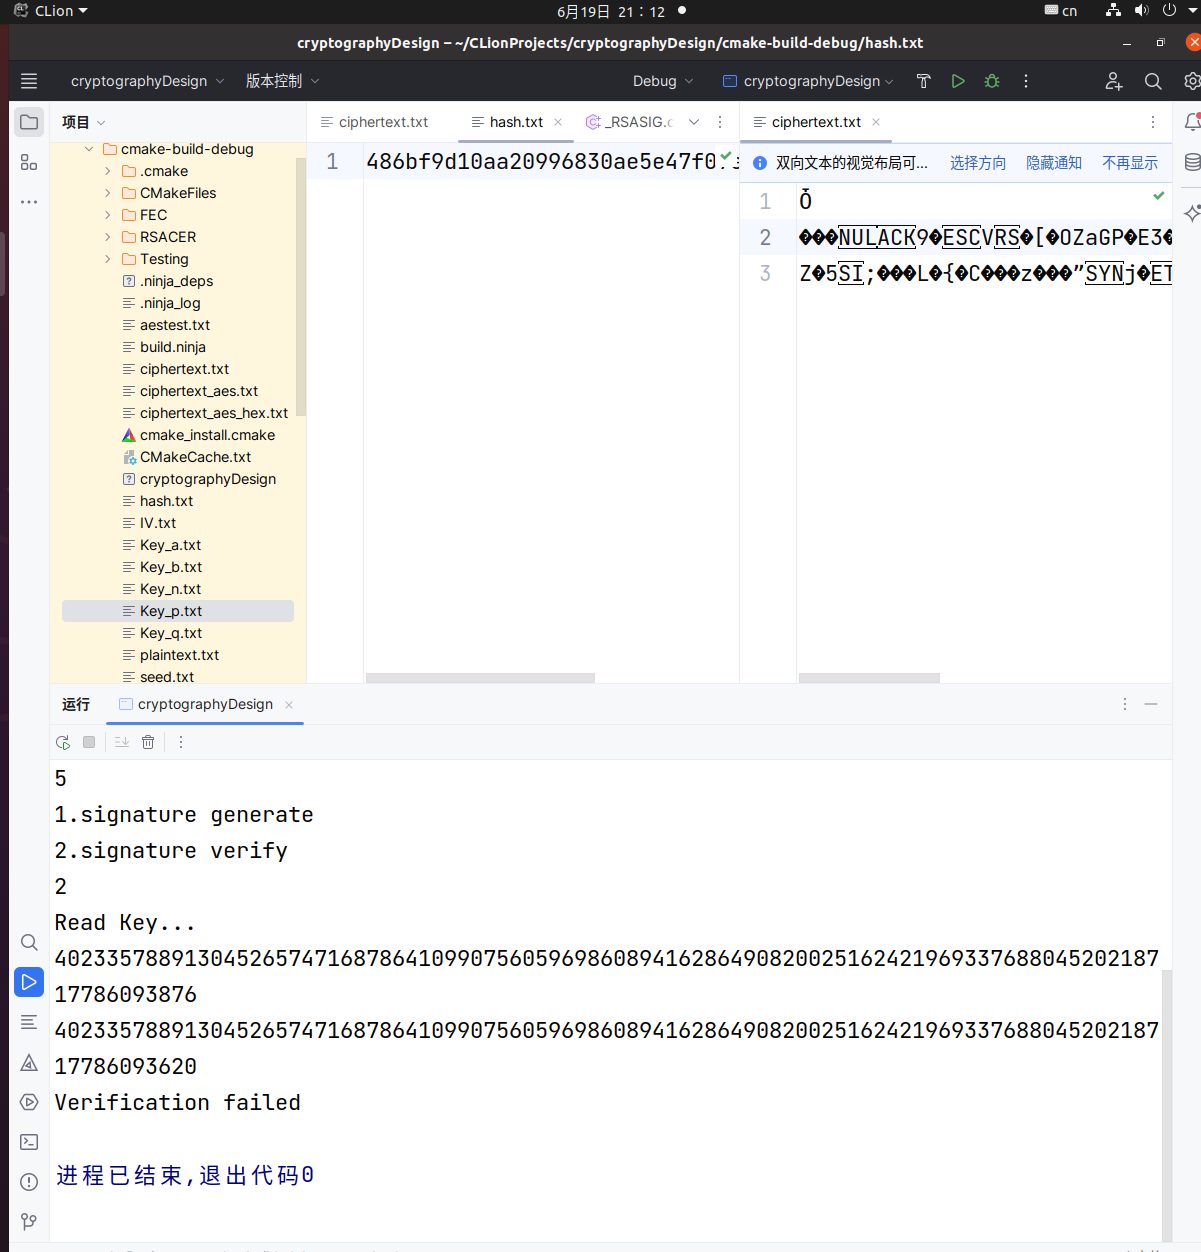 CLion
6月19日 21：12
cn
cryptographyDesign – ~/CLionProjects/cryptographyDesign/cmake-build-debug/hash.txt
cryptographyDesign
版本控制
Debug
cryptographyDesign
项目
ciphertext.txt
hash.txt
_RSASIG.c
ciphertext.txt
cmake-build-debug
.cmake
CMakeFiles
FEC
RSACER
Testing
.ninja_deps
.ninja_log
aestest.txt
build.ninja
ciphertext.txt
ciphertext_aes.txt
ciphertext_aes_hex.txt
cmake_install.cmake
CMakeCache.txt
cryptographyDesign
hash.txt
IV.txt
Key_a.txt
Key_b.txt
Key_n.txt
Key_p.txt
Key_q.txt
plaintext.txt
seed.txt
1 486bf9d10aa20996830ae5e47f0
双向文本的视觉布局可... 选择方向 隐藏通知 不再显示
1
2 ���NULACK9�ESCVRS�[�OZaGP�E3�
3 Z�5SI;���L�{�C���z���”SYNj�ET
运行
cryptographyDesign
5
1.signature generate
2.signature verify
2
Read Key...
40233578891304526574716878641099075605969860894162864908200251624219693376880452021​87
17786093876
40233578891304526574716878641099075605969860894162864908200251624219693376880452021​87
17786093620
Verification failed
进程已结束,退出代码0